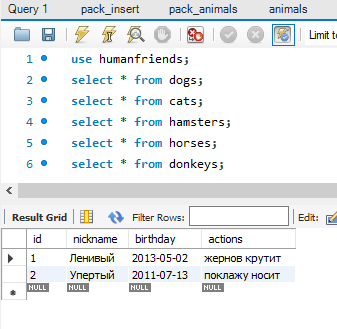 Query 1 pack_insert pack_animals animals
Limit to
1 use humanfriends;
2 select * from dogs;
3 select * from cats;
4 select * from hamsters;
5 select * from horses;
6 select * from donkeys;
Result Grid Filter Rows: Edit:
id nickname birthday actions
1 Ленивый 2013-05-02 жернов крутит
2 Упертый 2011-07-13 поклажу носит
NULL NULL NULL NULL